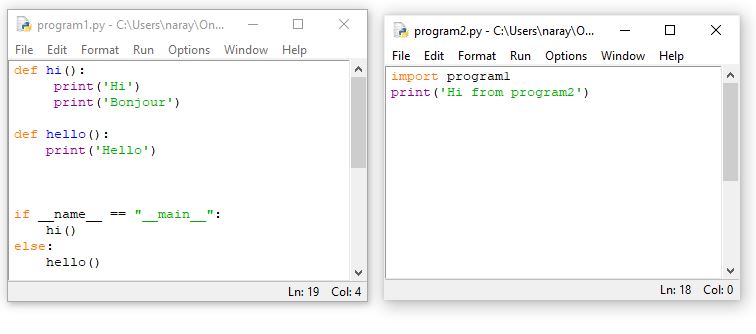 program1.py - C:\Users\naray\On...
File Edit Format Run Options Window Help
def hi():
     print('Hi')
     print('Bonjour')
def hello():
    print('Hello')
if __name__ == "__main__":
    hi()
else:
    hello()
Ln: 19 Col: 4
program2.py - C:\Users\naray\O...
File Edit Format Run Options Window Help
import program1
print('Hi from program2')
Ln: 18 Col: 0